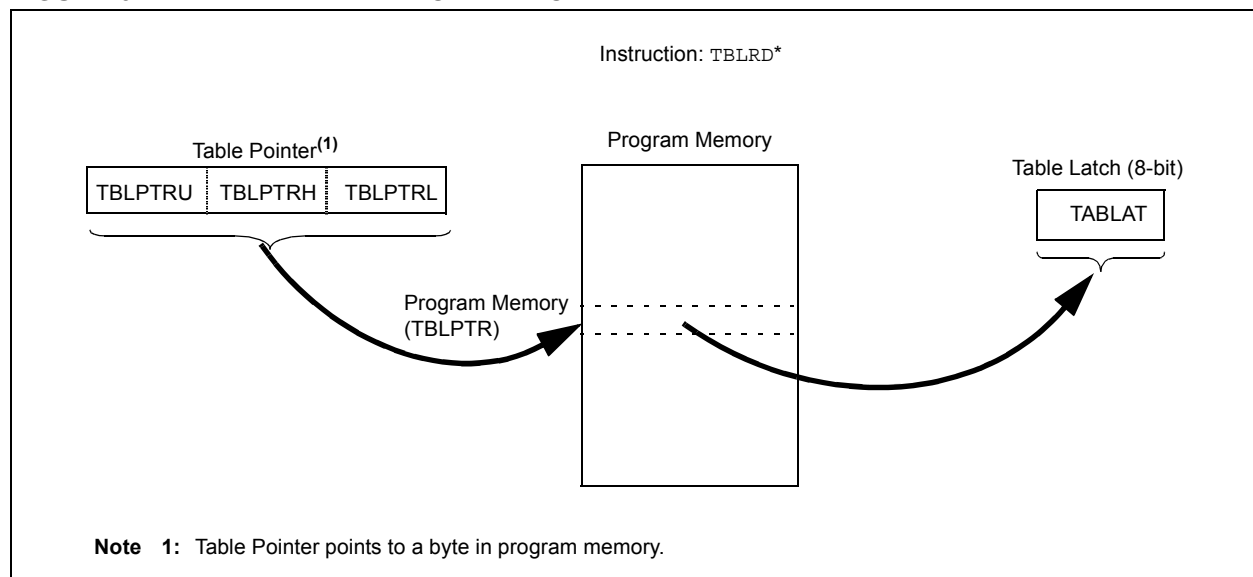 Instruction: TBLRD*
Table Pointer(1)
Program Memory
Table Latch (8-bit)
TBLPTRU TBLPTRH TBLPTRL
TABLAT
Program Memory
(TBLPTR)
Note 1: Table Pointer points to a byte in program memory.